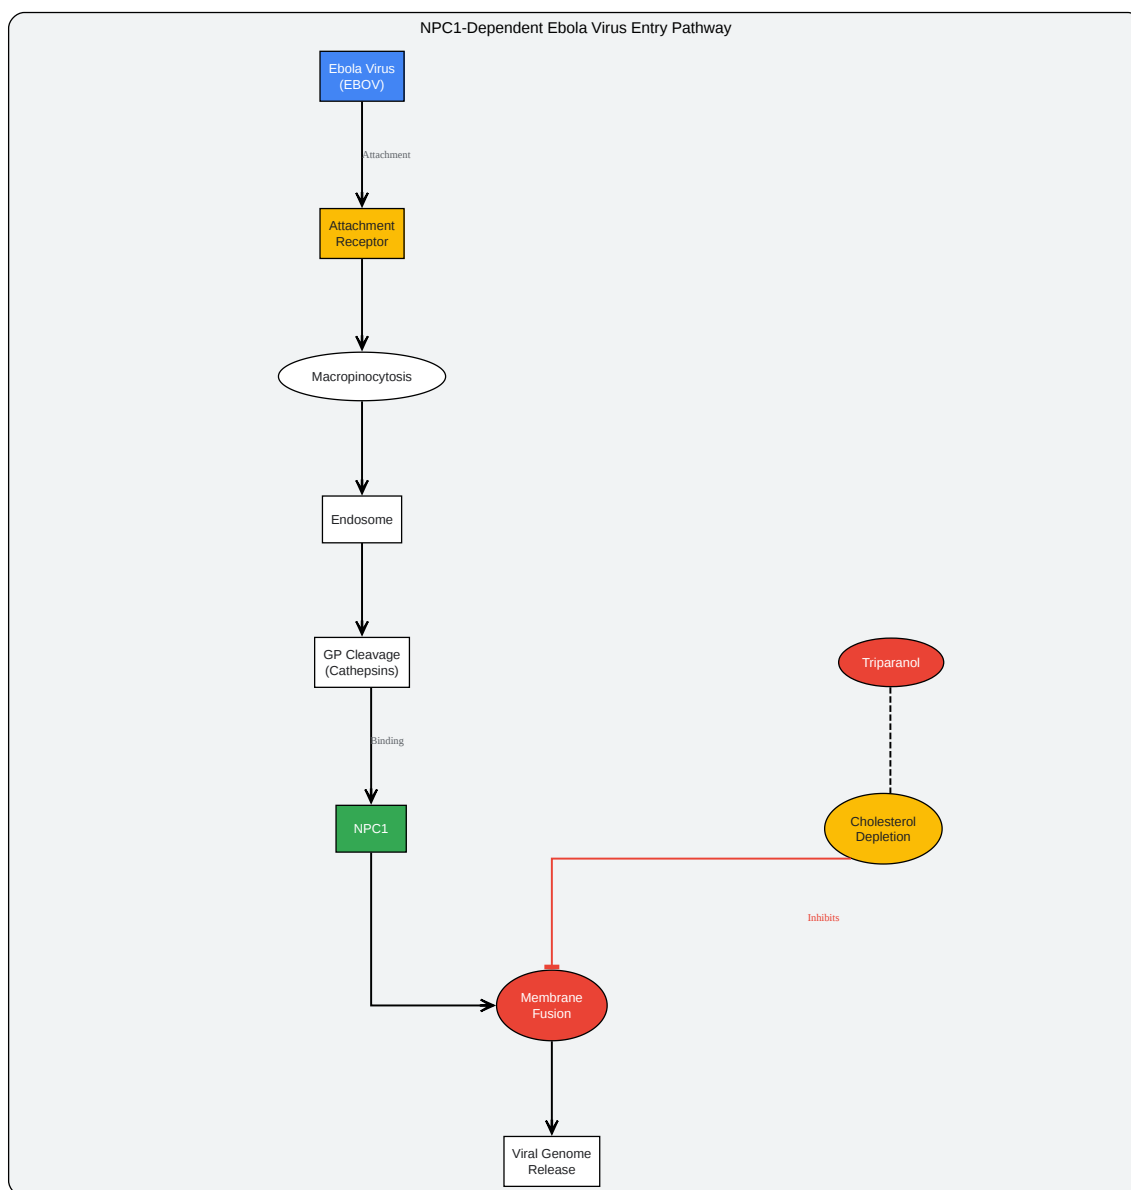 NPC1-Dependent Ebola Virus Entry Pathway
Ebola Virus
(EBOV)
Attachment
Attachment
Receptor
Macropinocytosis
Endosome
GP Cleavage
(Cathepsins)
Triparanol
Binding
NPC1
Cholesterol
Depletion
Inhibits
Membrane
Fusion
Viral Genome
Release